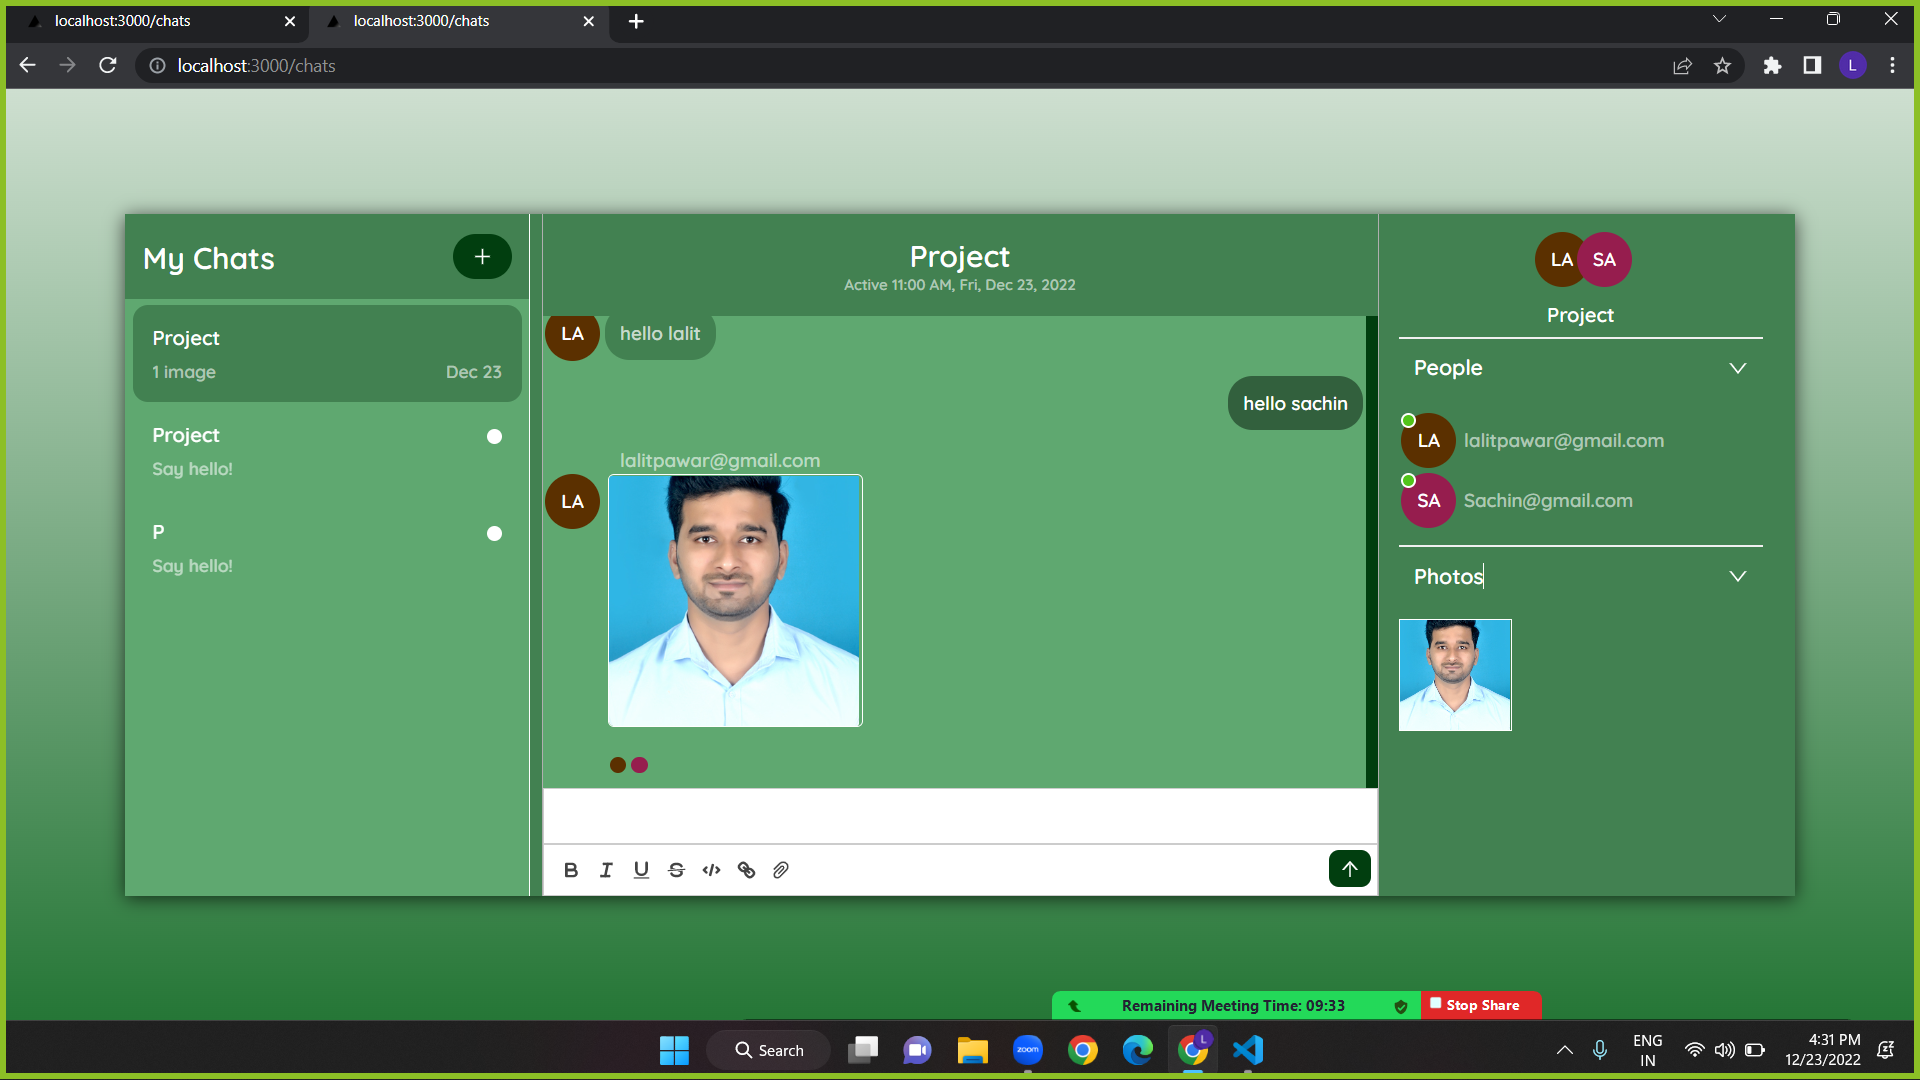 localhost:3000/chats
localhost:3000/chats
localhost:3000/chats
L
My Chats
+
Project
1 image
Dec 23
Project
Say hello!
P
Say hello!
Project
Active 11:00 AM, Fri, Dec 23, 2022
LA
hello lalit
hello sachin
lalitpawar@gmail.com
LA
B I U S </>
LA SA
Project
People
LA lalitpawar@gmail.com
SA Sachin@gmail.com
Photos
Remaining Meeting Time: 09:33
Stop Share
Search
zoom
L
ENG
IN
4:31 PM
12/23/2022